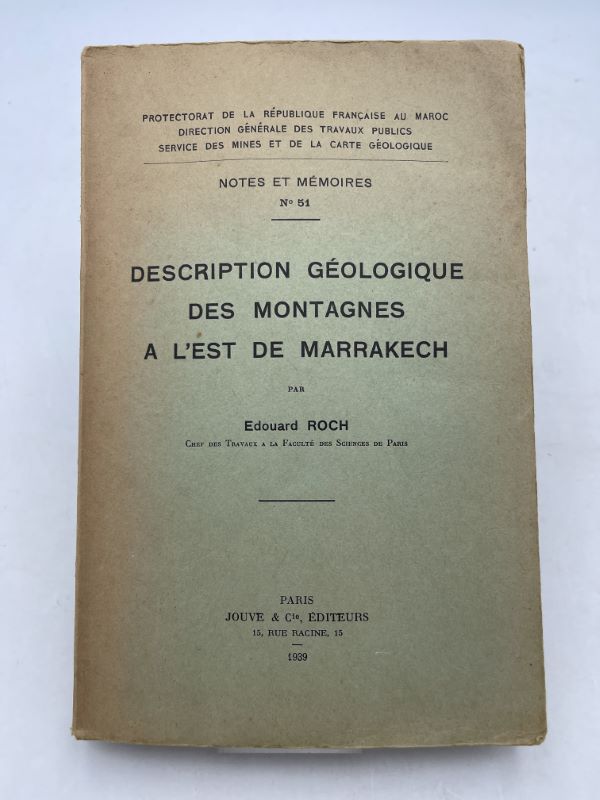 PROTECTORAT DE LA RÉPUBLIQUE FRANÇAISE AU MAROC
DIRECTION GÉNÉRALE DES TRAVAUX PUBLICS
SERVICE DES MINES ET DE LA CARTE GÉOLOGIQUE
NOTES ET MÉMOIRES
No 51
DESCRIPTION GÉOLOGIQUE
DES MONTAGNES
A L'EST DE MARRAKECH
PAR
Edouard ROCH
CHEF DES TRAVAUX A LA FACULTÉ DES SCIENCES DE PARIS
PARIS
JOUVE & Cie, ÉDITEURS
15, RUE RACINE, 15
1939